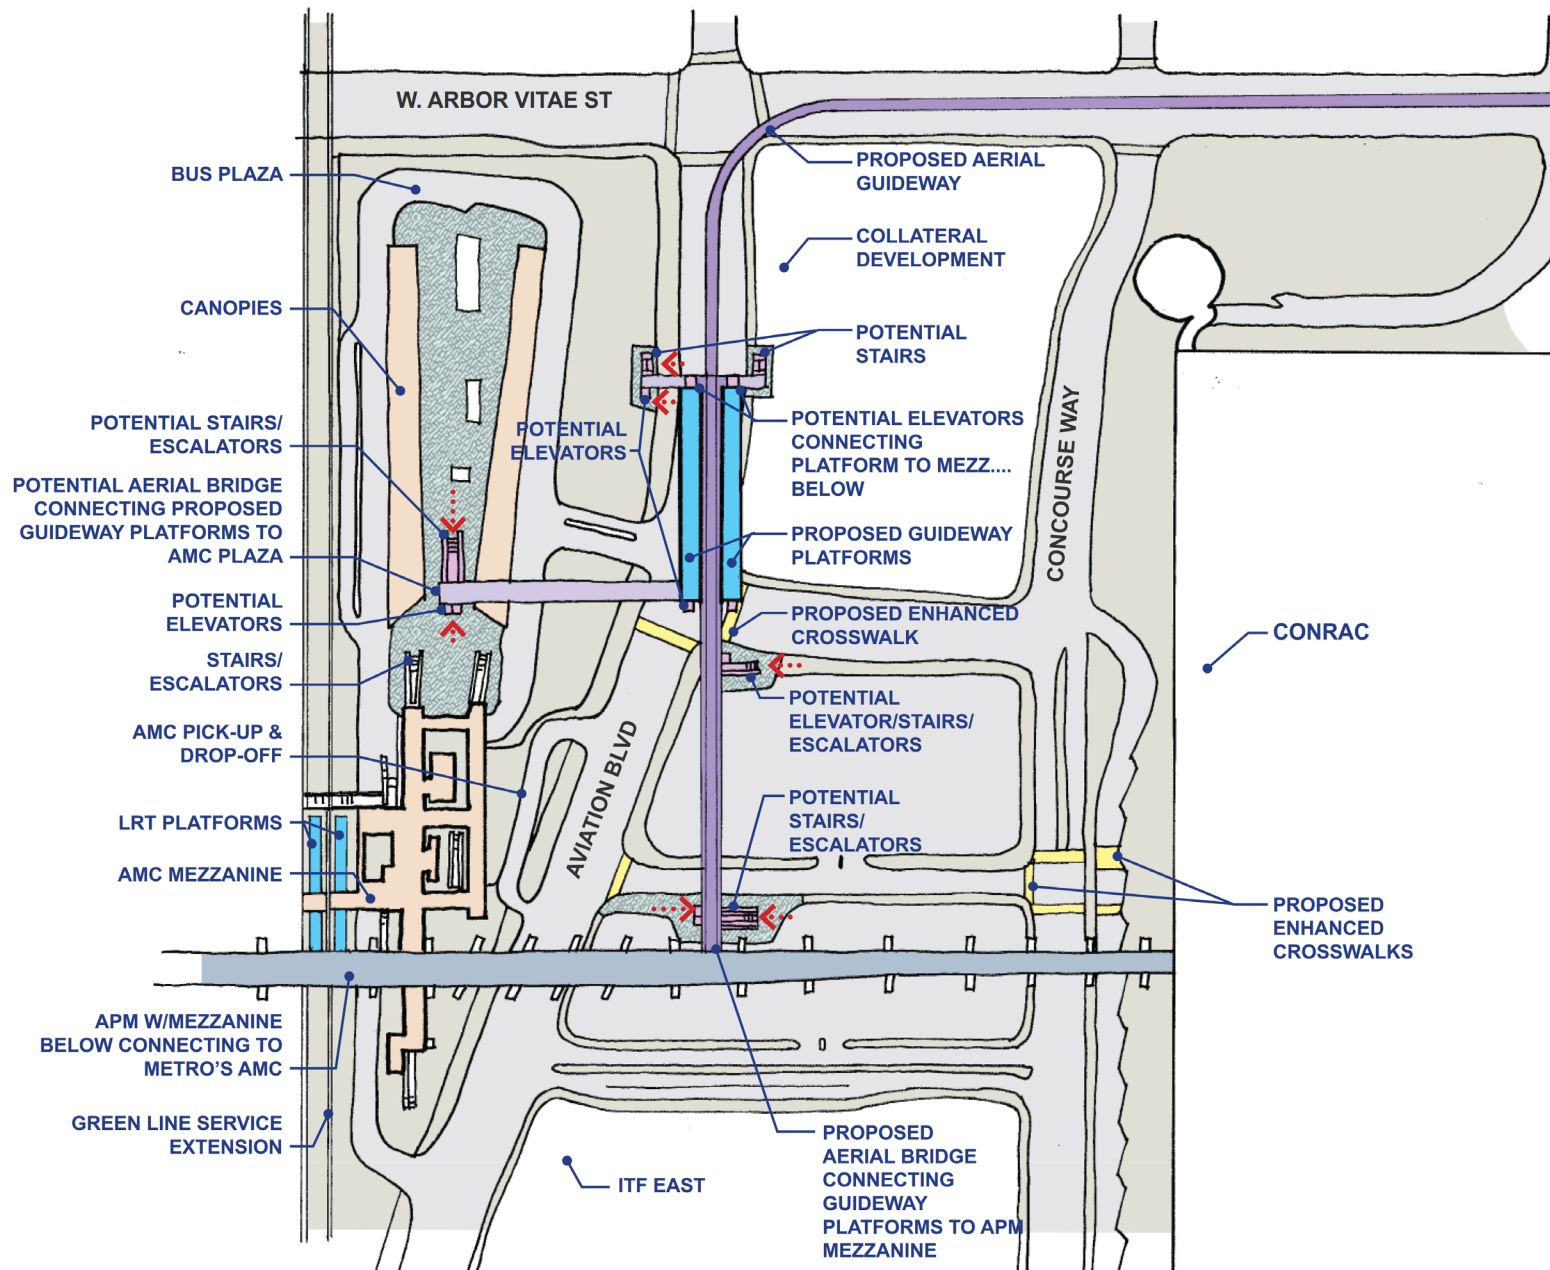 W. ARBOR VITAE ST
BUS PLAZA
CANOPIES
POTENTIAL STAIRS/
ESCALATORS
POTENTIAL AERIAL BRIDGE
CONNECTING PROPOSED
GUIDEWAY PLATFORMS TO
AMC PLAZA
POTENTIAL
ELEVATORS
STAIRS/
ESCALATORS
AMC PICK-UP &
DROP-OFF
LRT PLATFORMS
AMC MEZZANINE
APM W/MEZZANINE
BELOW CONNECTING TO
METRO'S AMC
GREEN LINE SERVICE
EXTENSION
POTENTIAL
ELEVATORS
AVIATION BLVD
PROPOSED AERIAL
GUIDEWAY
COLLATERAL
DEVELOPMENT
POTENTIAL
STAIRS
POTENTIAL ELEVATORS
CONNECTING
PLATFORM TO MEZZ....
BELOW
PROPOSED GUIDEWAY
PLATFORMS
PROPOSED ENHANCED
CROSSWALK
POTENTIAL
ELEVATOR/STAIRS/
ESCALATORS
POTENTIAL
STAIRS/
ESCALATORS
CONCOURSE WAY
CONRAC
PROPOSED
ENHANCED
CROSSWALKS
ITF EAST
PROPOSED
AERIAL BRIDGE
CONNECTING
GUIDEWAY
PLATFORMS TO APM
MEZZANINE